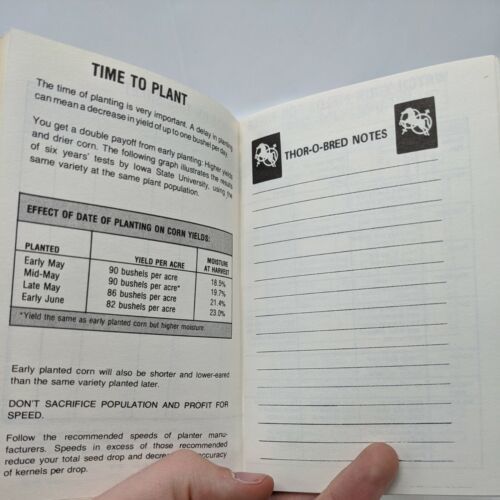 TIME TO PLANT
The time of planting is very important. A delay in planting
can mean a decrease in yield of up to one bushel per day.
You get a double payoff from early planting: Higher yields
and drier corn. The following graph illustrates the results
of six years' tests by Iowa State University, using the
same variety at the same plant population.
EFFECT OF DATE OF PLANTING ON CORN YIELDS:
PLANTED YIELD PER ACRE MOISTURE AT HARVEST
Early May 90 bushels per acre 18.5%
Mid-May 90 bushels per acre* 19.7%
Late May 86 bushels per acre 21.4%
Early June 82 bushels per acre 23.0%
*Yield the same as early planted corn but higher moisture.
Early planted corn will also be shorter and lower-eared
than the same variety planted later.
DON'T SACRIFICE POPULATION AND PROFIT FOR
SPEED.
Follow the recommended speeds of planter manu-
facturers. Speeds in excess of those recommended
reduce your total seed drop and decrease accuracy
of kernels per drop.
THOR-O-BRED NOTES